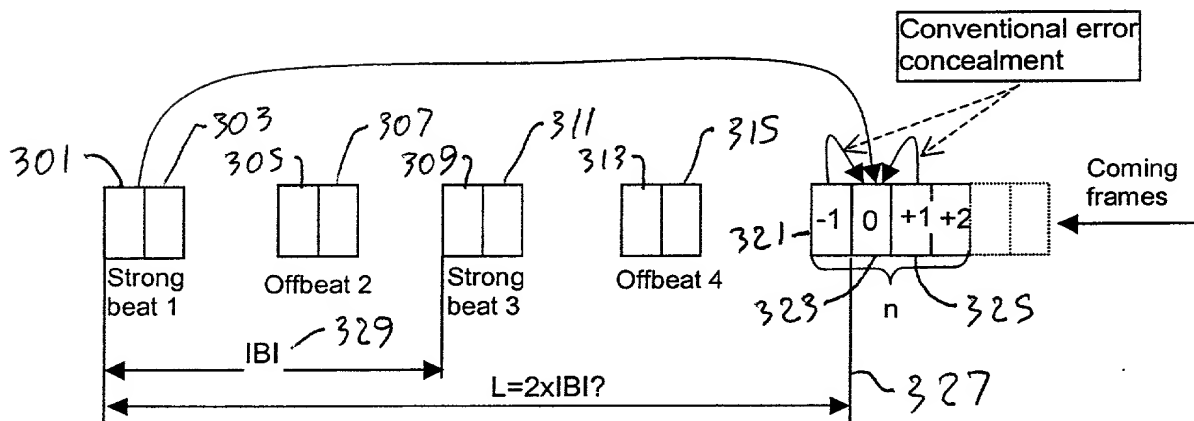 Conventional error
concealment
301
303
305
307
309
311
313
315
Coming
frames
321
-1 0 +1 +2
Strong
beat 1
Offbeat 2
Strong
beat 3
Offbeat 4
323
n
325
IBI
329
L=2xIBI?
327